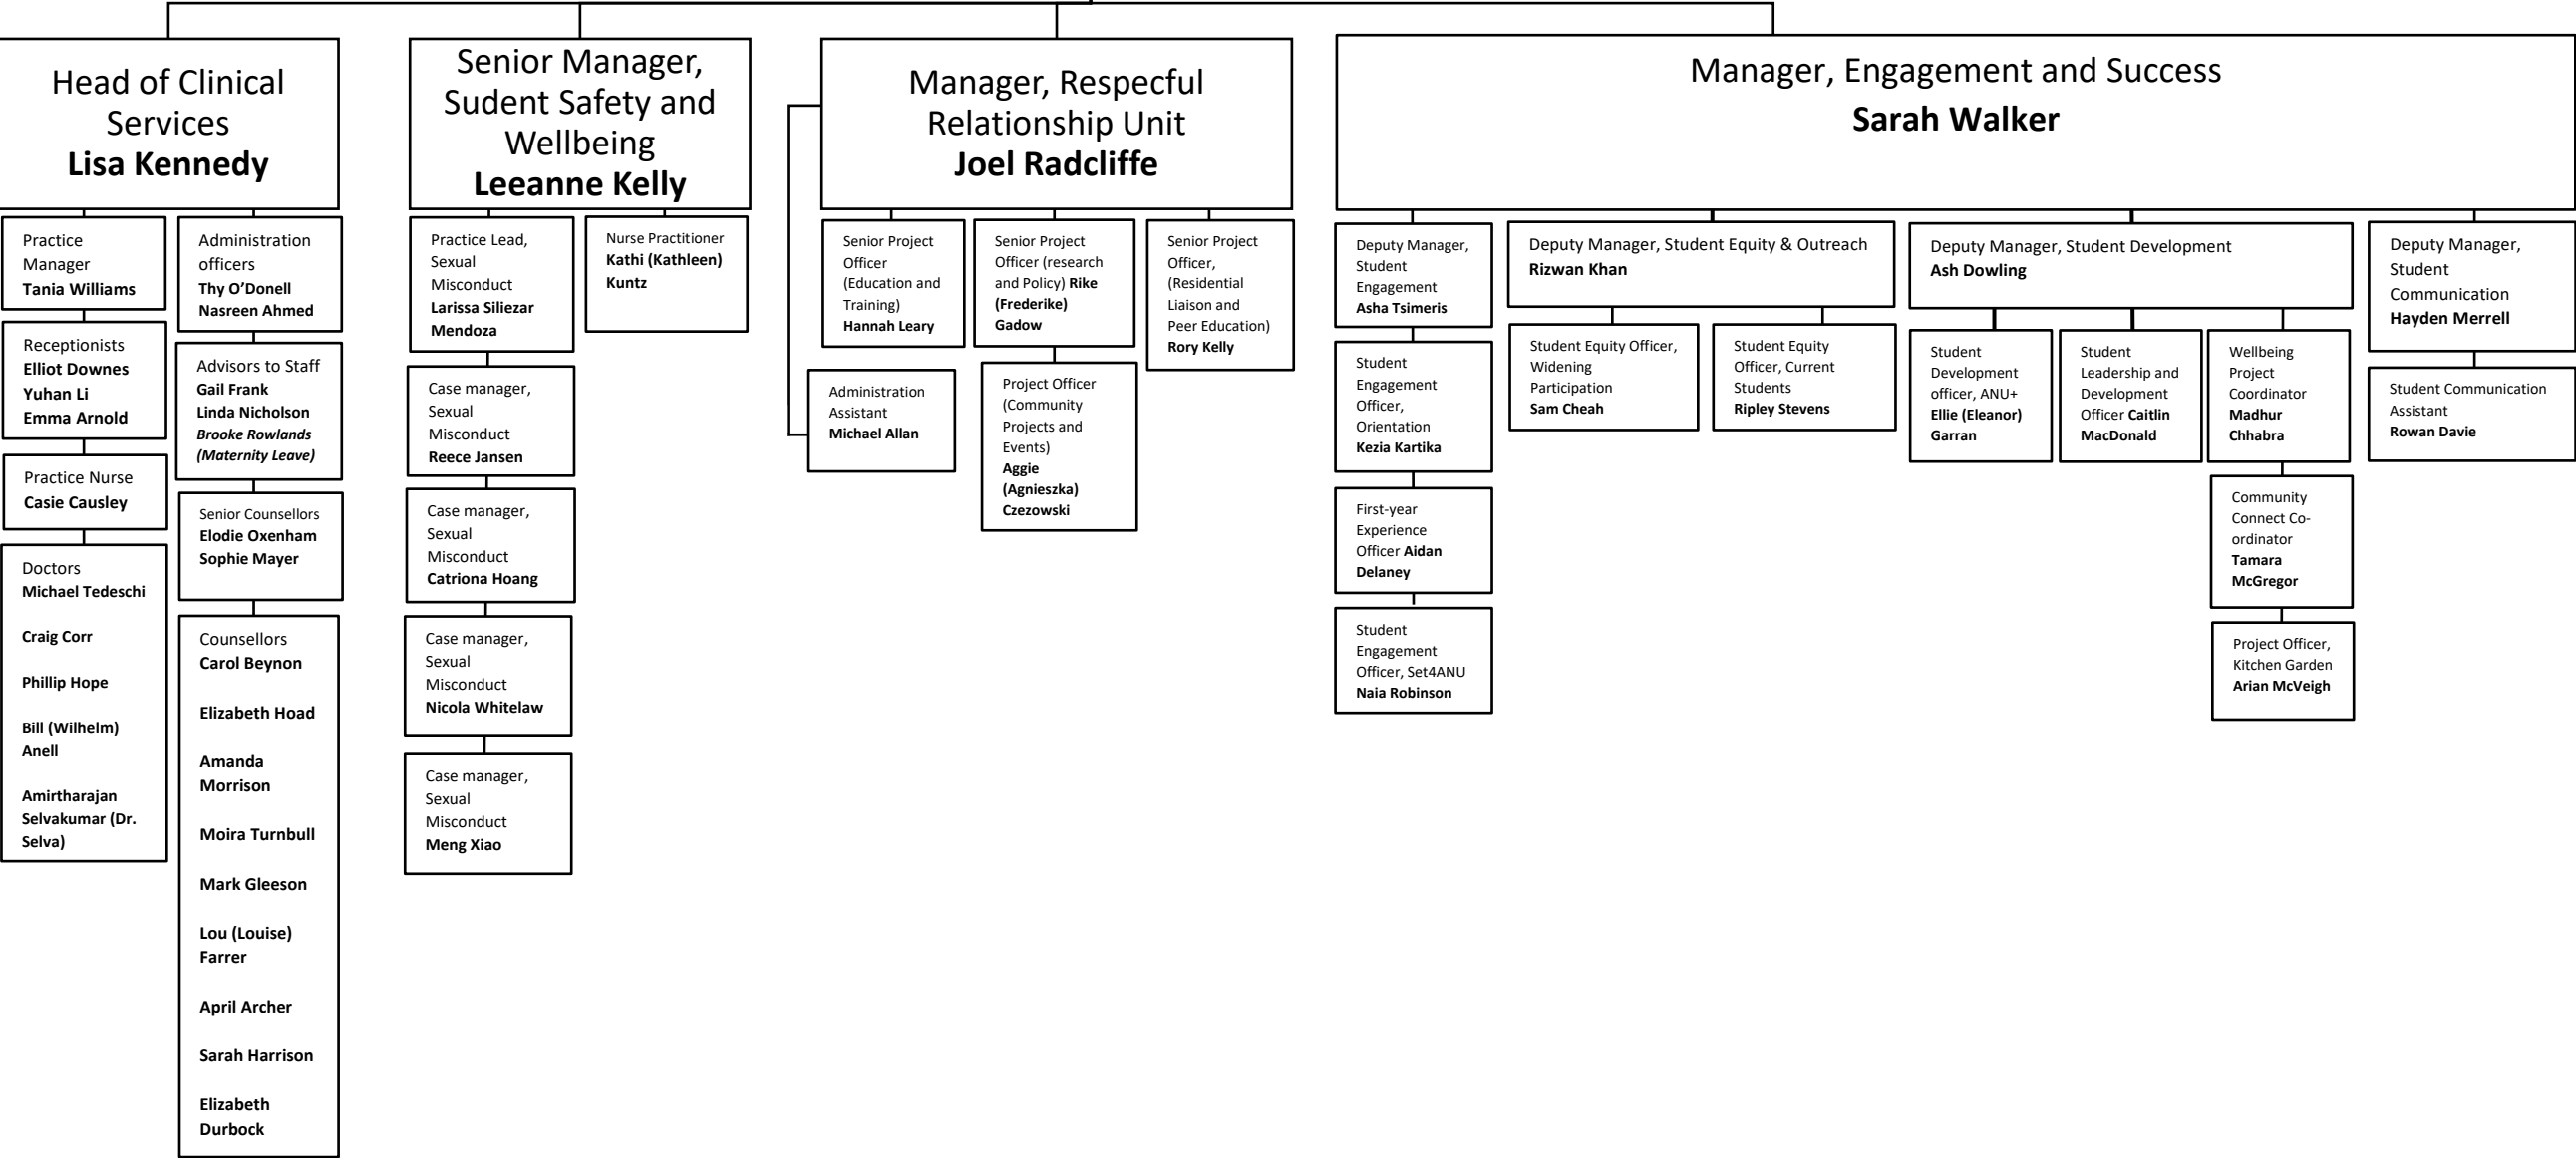 Head of Clinical
Services
Lisa Kennedy
Senior Manager,
Sudent Safety and
Wellbeing
Leeanne Kelly
Manager, Respecful
Relationship Unit
Joel Radcliffe
Manager, Engagement and Success
Sarah Walker
Practice
Manager
Tania Williams
Receptionists
Elliot Downes
Yuhan Li
Emma Arnold
Practice Nurse
Casie Causley
Doctors
Michael Tedeschi
Craig Corr
Phillip Hope
Bill (Wilhelm)
Anell
Amirtharajan
Selvakumar (Dr.
Selva)
Administration
officers
Thy O’Donell
Nasreen Ahmed
Advisors to Staff
Gail Frank
Linda Nicholson
Brooke Rowlands
(Maternity Leave)
Senior Counsellors
Elodie Oxenham
Sophie Mayer
Counsellors
Carol Beynon
Elizabeth Hoad
Amanda
Morrison
Moira Turnbull
Mark Gleeson
Lou (Louise)
Farrer
April Archer
Sarah Harrison
Elizabeth
Durbock
Practice Lead,
Sexual
Misconduct
Larissa Siliezar
Mendoza
Case manager,
Sexual
Misconduct
Reece Jansen
Case manager,
Sexual
Misconduct
Catriona Hoang
Case manager,
Sexual
Misconduct
Nicola Whitelaw
Case manager,
Sexual
Misconduct
Meng Xiao
Nurse Practitioner
Kathi (Kathleen)
Kuntz
Senior Project
Officer
(Education and
Training)
Hannah Leary
Administration
Assistant
Michael Allan
Senior Project
Officer (research
and Policy) Rike
(Frederike)
Gadow
Project Officer
(Community
Projects and
Events)
Aggie
(Agnieszka)
Czezowski
Senior Project
Officer,
(Residential
Liaison and
Peer Education)
Rory Kelly
Deputy Manager,
Student
Engagement
Asha Tsimeris
Student
Engagement
Officer,
Orientation
Kezia Kartika
First-year
Experience
Officer Aidan
Delaney
Student
Engagement
Officer, Set4ANU
Naia Robinson
Deputy Manager, Student Equity & Outreach
Rizwan Khan
Student Equity Officer,
Widening
Participation
Sam Cheah
Student Equity
Officer, Current
Students
Ripley Stevens
Deputy Manager, Student Development
Ash Dowling
Student
Development
officer, ANU+
Ellie (Eleanor)
Garran
Student
Leadership and
Development
Officer Caitlin
MacDonald
Wellbeing
Project
Coordinator
Madhur
Chhabra
Community
Connect Co-
ordinator
Tamara
McGregor
Project Officer,
Kitchen Garden
Arian McVeigh
Deputy Manager,
Student
Communication
Hayden Merrell
Student Communication
Assistant
Rowan Davie